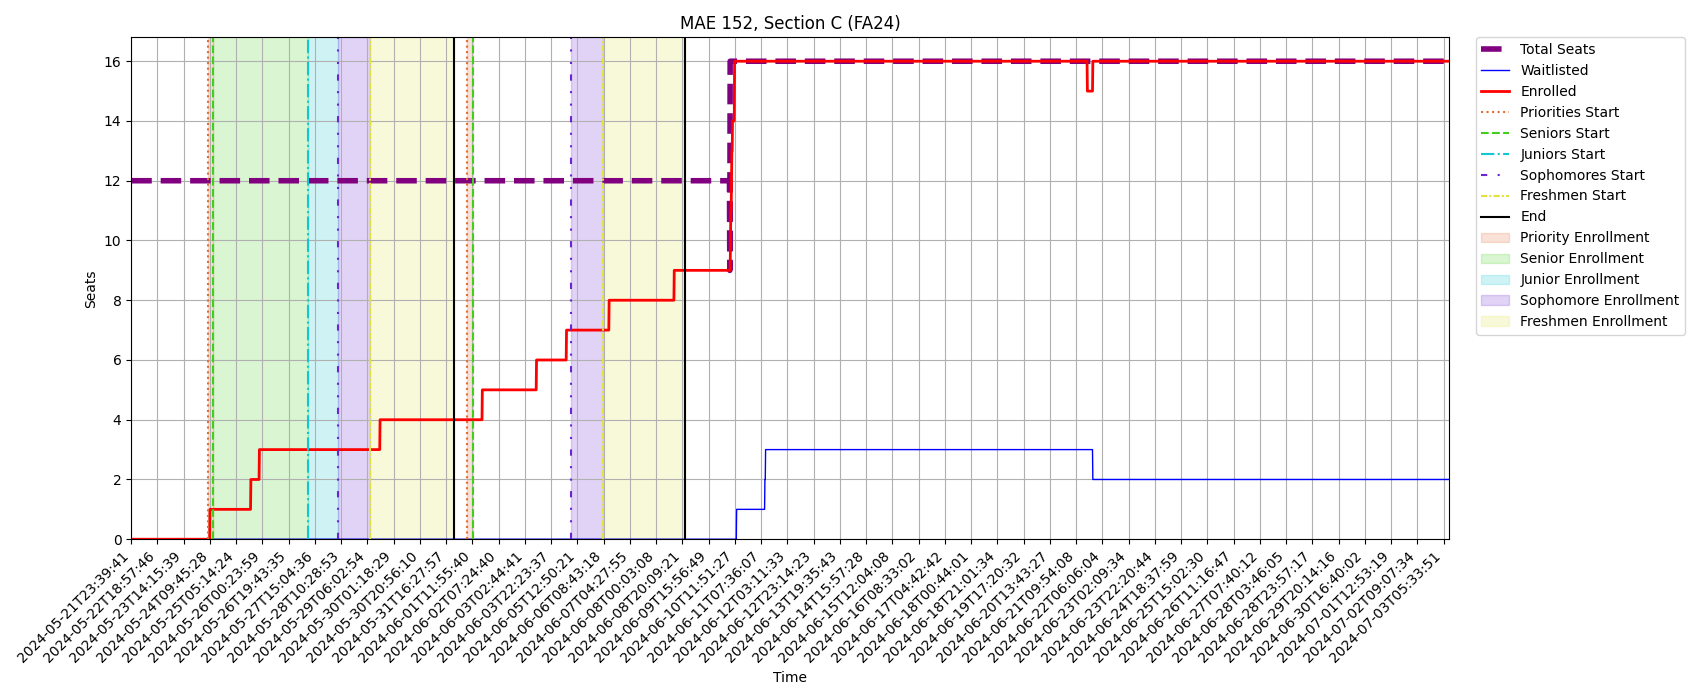 MAE 152, Section C (FA24)
Seats
16
14
12
10
8
6
4
2
0
2024-05-21T23:39:41
2024-05-22T18:57:46
2024-05-23T14:15:39
2024-05-24T09:45:28
2024-05-25T05:14:24
2024-05-26T00:23:59
2024-05-26T19:43:35
2024-05-27T15:04:36
2024-05-28T10:28:53
2024-05-29T06:02:54
2024-05-30T01:18:29
2024-05-30T20:56:10
2024-05-31T16:27:57
2024-06-01T11:55:40
2024-06-02T07:24:40
2024-06-03T02:44:41
2024-06-03T22:23:37
2024-06-05T12:50:21
2024-06-06T08:43:18
2024-06-07T04:27:55
2024-06-08T00:03:08
2024-06-08T20:09:21
2024-06-09T15:56:49
2024-06-10T11:51:27
2024-06-11T07:36:07
2024-06-12T03:11:33
2024-06-12T23:14:23
2024-06-13T19:35:43
2024-06-14T15:57:28
2024-06-15T12:04:08
2024-06-16T08:33:02
2024-06-17T04:42:42
2024-06-18T00:44:01
2024-06-18T21:01:34
2024-06-19T17:20:32
2024-06-20T13:43:27
2024-06-21T09:54:08
2024-06-22T06:06:04
2024-06-23T02:09:34
2024-06-23T22:20:44
2024-06-24T18:37:59
2024-06-25T15:02:30
2024-06-26T11:16:47
2024-06-27T07:40:12
2024-06-28T03:46:05
2024-06-28T23:57:17
2024-06-29T20:14:16
2024-06-30T16:40:02
2024-07-01T12:53:19
2024-07-02T09:07:34
2024-07-03T05:33:51
Time
Total Seats
Waitlisted
Enrolled
Priorities Start
Seniors Start
Juniors Start
Sophomores Start
Freshmen Start
End
Priority Enrollment
Senior Enrollment
Junior Enrollment
Sophomore Enrollment
Freshmen Enrollment